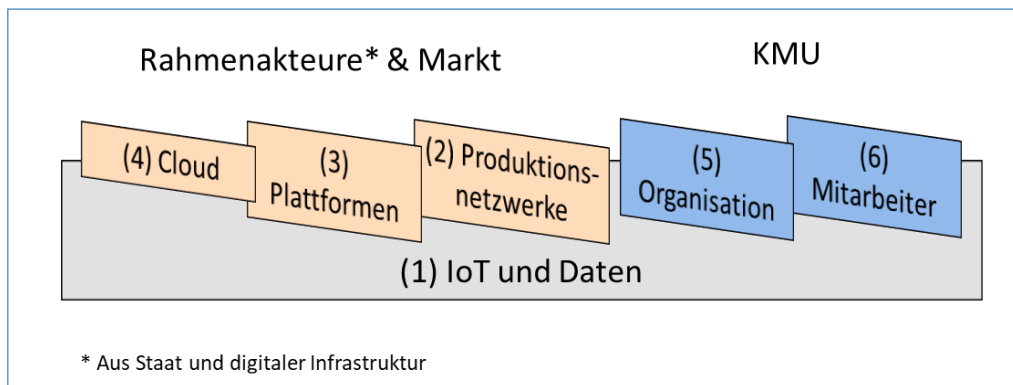 Rahmenakteure* & Markt
KMU
(4) Cloud
(3)
Plattformen
(2) Produktions-
netzwerke
(5)
Organisation
(6)
Mitarbeiter
(1) IoT und Daten
* Aus Staat und digitaler Infrastruktur